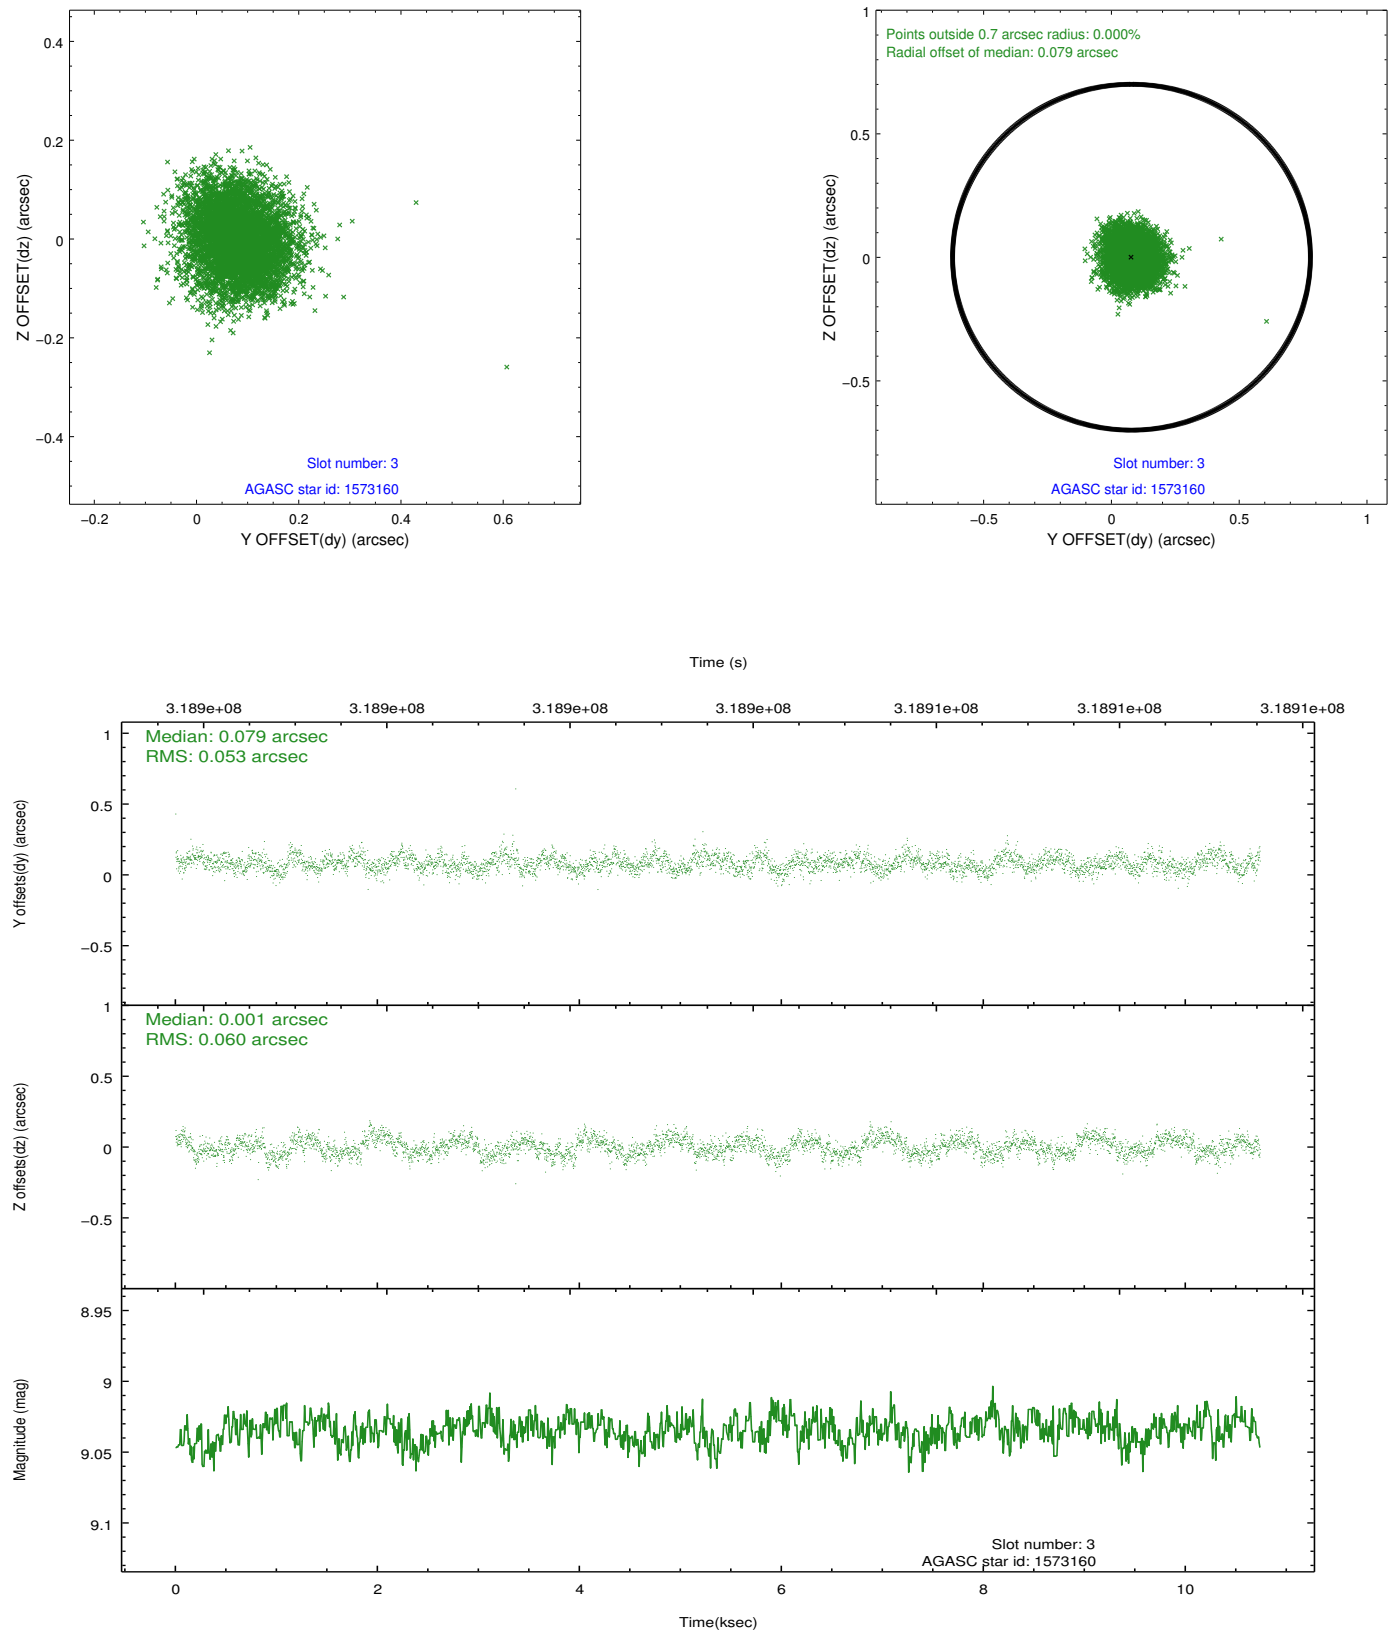 0.4
0.2
0
−0.2
−0.4
Z OFFSET(dz) (arcsec)
Slot number: 3
AGASC star id: 1573160
−0.2 0 0.2 0.4 0.6
Y OFFSET(dy) (arcsec)
Points outside 0.7 arcsec radius: 0.000%
Radial offset of median: 0.079 arcsec
1
0.5
0
−0.5
Z OFFSET(dz) (arcsec)
Slot number: 3
AGASC star id: 1573160
−0.5 0 0.5 1
Y OFFSET(dy) (arcsec)
Time (s)
3.189e+08 3.189e+08 3.189e+08 3.189e+08 3.1891e+08 3.1891e+08 3.1891e+08
Median: 0.079 arcsec
RMS: 0.053 arcsec
1
0.5
0
−0.5
Y offsets(dy) (arcsec)
Median: 0.001 arcsec
RMS: 0.060 arcsec
1
0.5
0
−0.5
Z offsets(dz) (arcsec)
8.95
9
9.05
9.1
Magnitude (mag)
Slot number: 3
AGASC star id: 1573160
0 2 4 6 8 10
Time(ksec)